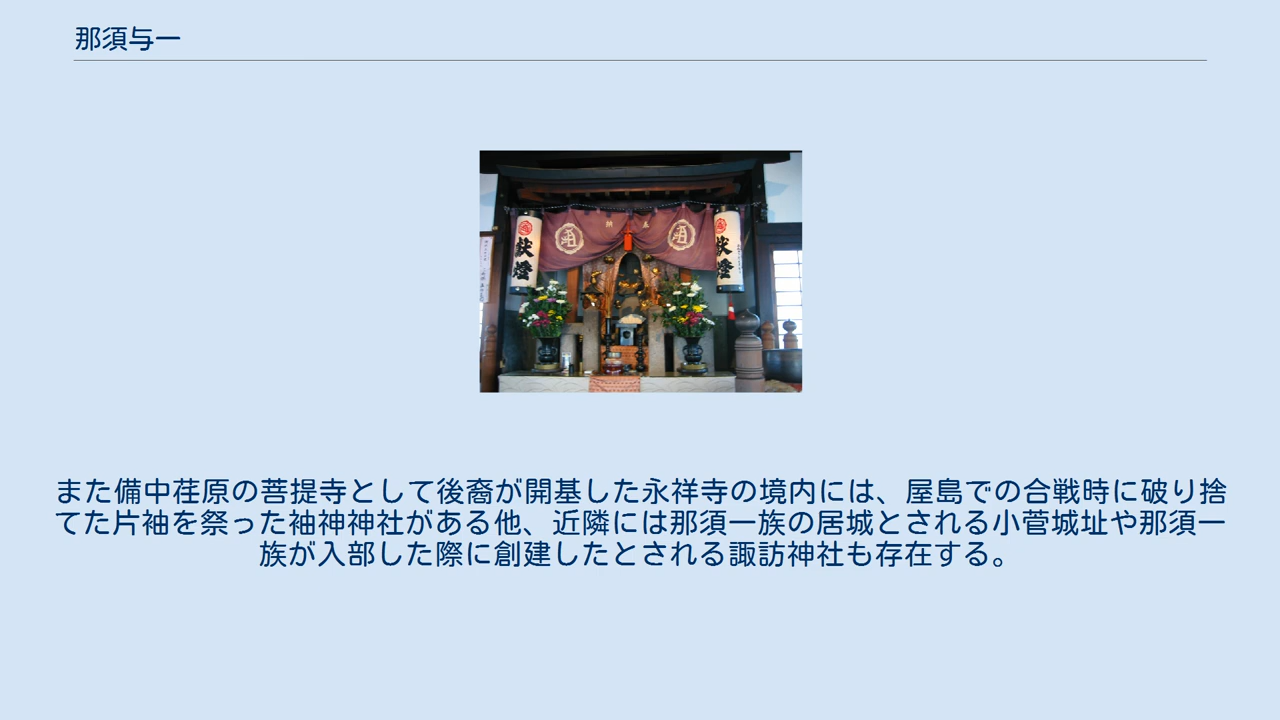 那須与一
献燈
献燈
また備中荏原の菩提寺として後裔が開基した永祥寺の境内には、屋島での合戦時に破り捨
てた片袖を祭った袖神神社がある他、近隣には那須一族の居城とされる小菅城址や那須一
族が入部した際に創建したとされる諏訪神社も存在する。